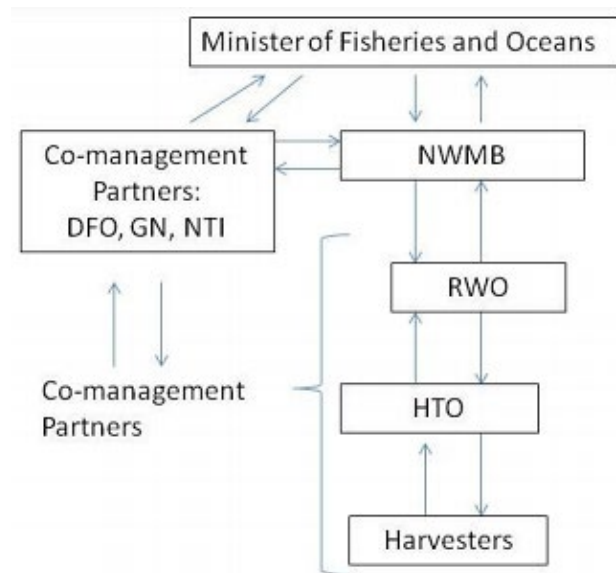 Minister of Fisheries and Oceans
Co-management
Partners:
DFO, GN, NTI
NWMB
RWO
Co-management
Partners
HTO
Harvesters